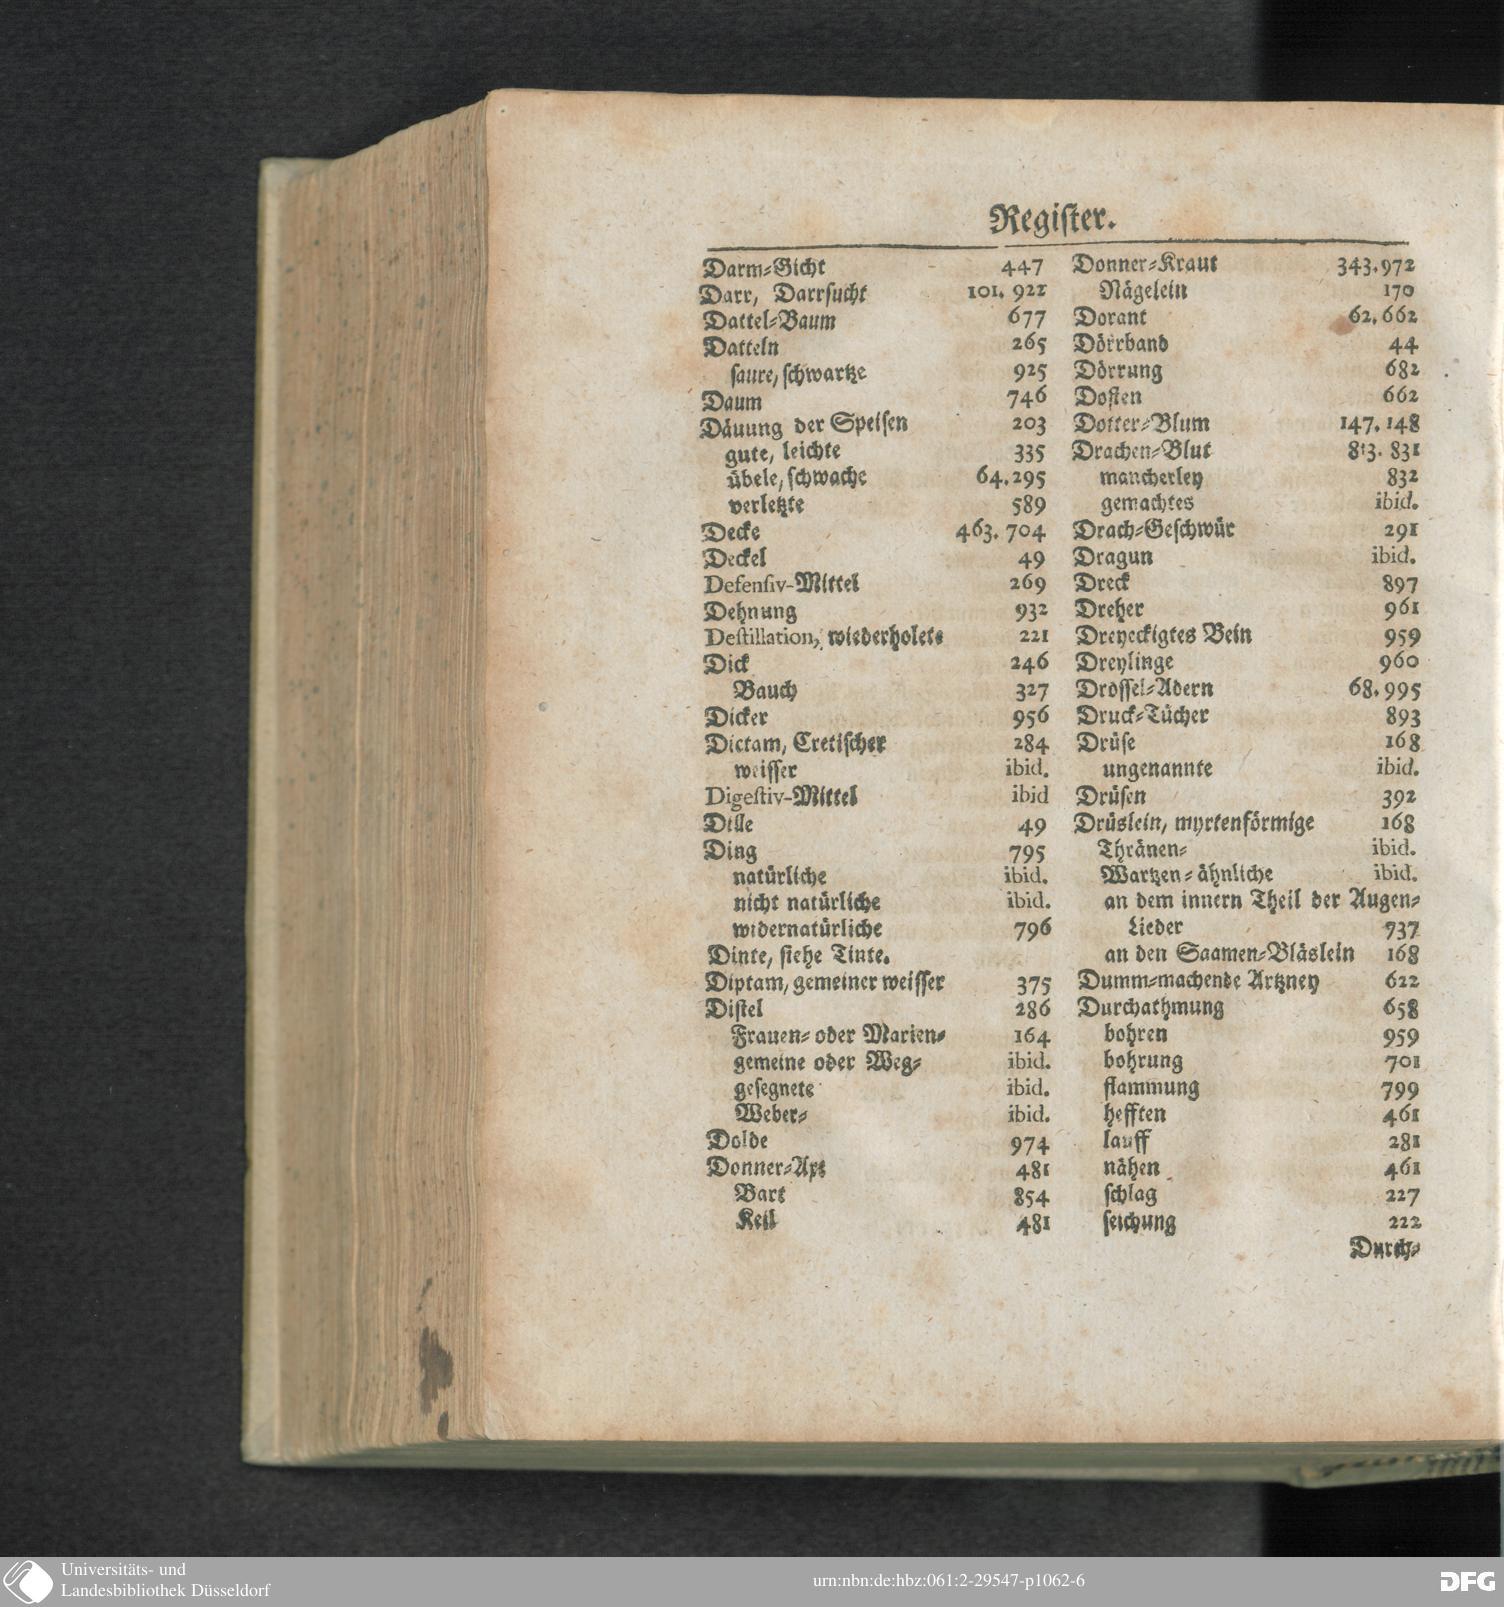 Register.
Darm-Gicht 447
Darr, Darrsucht 101. 921
Dattel-Baum 677
Datteln 265
saure, schwartze 925
Daum 746
Däuung der Speisen 203
gute, leichte 335
übele, schwache 64. 295
verletzte 589
Decke 463. 704
Deckel 49
Defensiv-Mittel 269
Dehnung 932
Destillation, wiederholete 221
Dick 246
Bauch 327
Dicker 956
Dictam, Cretischer 284
weisser ibid.
Digestiv-Mittel ibid
Dille 49
Ding 795
natürliche ibid.
nicht natürliche ibid.
widernatürliche 796
Dinte, siehe Tinte.
Diptam, gemeiner weisser 375
Distel 286
Frauen- oder Marien- 164
gemeine oder Weg- ibid.
gesegnete ibid.
Weber- ibid.
Dolde 974
Donner-Axt 481
Bart 854
Keil 481
Donner-Kraut 343. 972
Nägelein 170
Dorant 62. 662
Dörrband 44
Dörrung 682
Dosten 662
Dotter-Blum 147. 148
Drachen-Blut 813. 831
mancherley 832
gemachtes ibid.
Drach-Geschwür 291
Dragun ibid.
Dreck 897
Dreher 961
Dreyeckigtes Bein 959
Dreylinge 960
Drossel-Adern 68. 995
Druck-Tücher 893
Drüse 168
ungenannte ibid.
Drüsen 392
Drüslein, myrtenförmige 168
Thränen- ibid.
Wartzen-ähnliche ibid.
an dem innern Theil der Augen-
Lieder 737
an den Saamen-Bläslein 168
Dumm-machende Artzney 622
Durchathmung 658
bohren 959
bohrung 701
flammung 799
hefften 461
lauff 281
nähen 461
schlag 227
seichung 222
Durch-
Universitäts- und
Landesbibliothek Düsseldorf
urn:nbn:de:hbz:061:2-29547-p1062-6
DFG